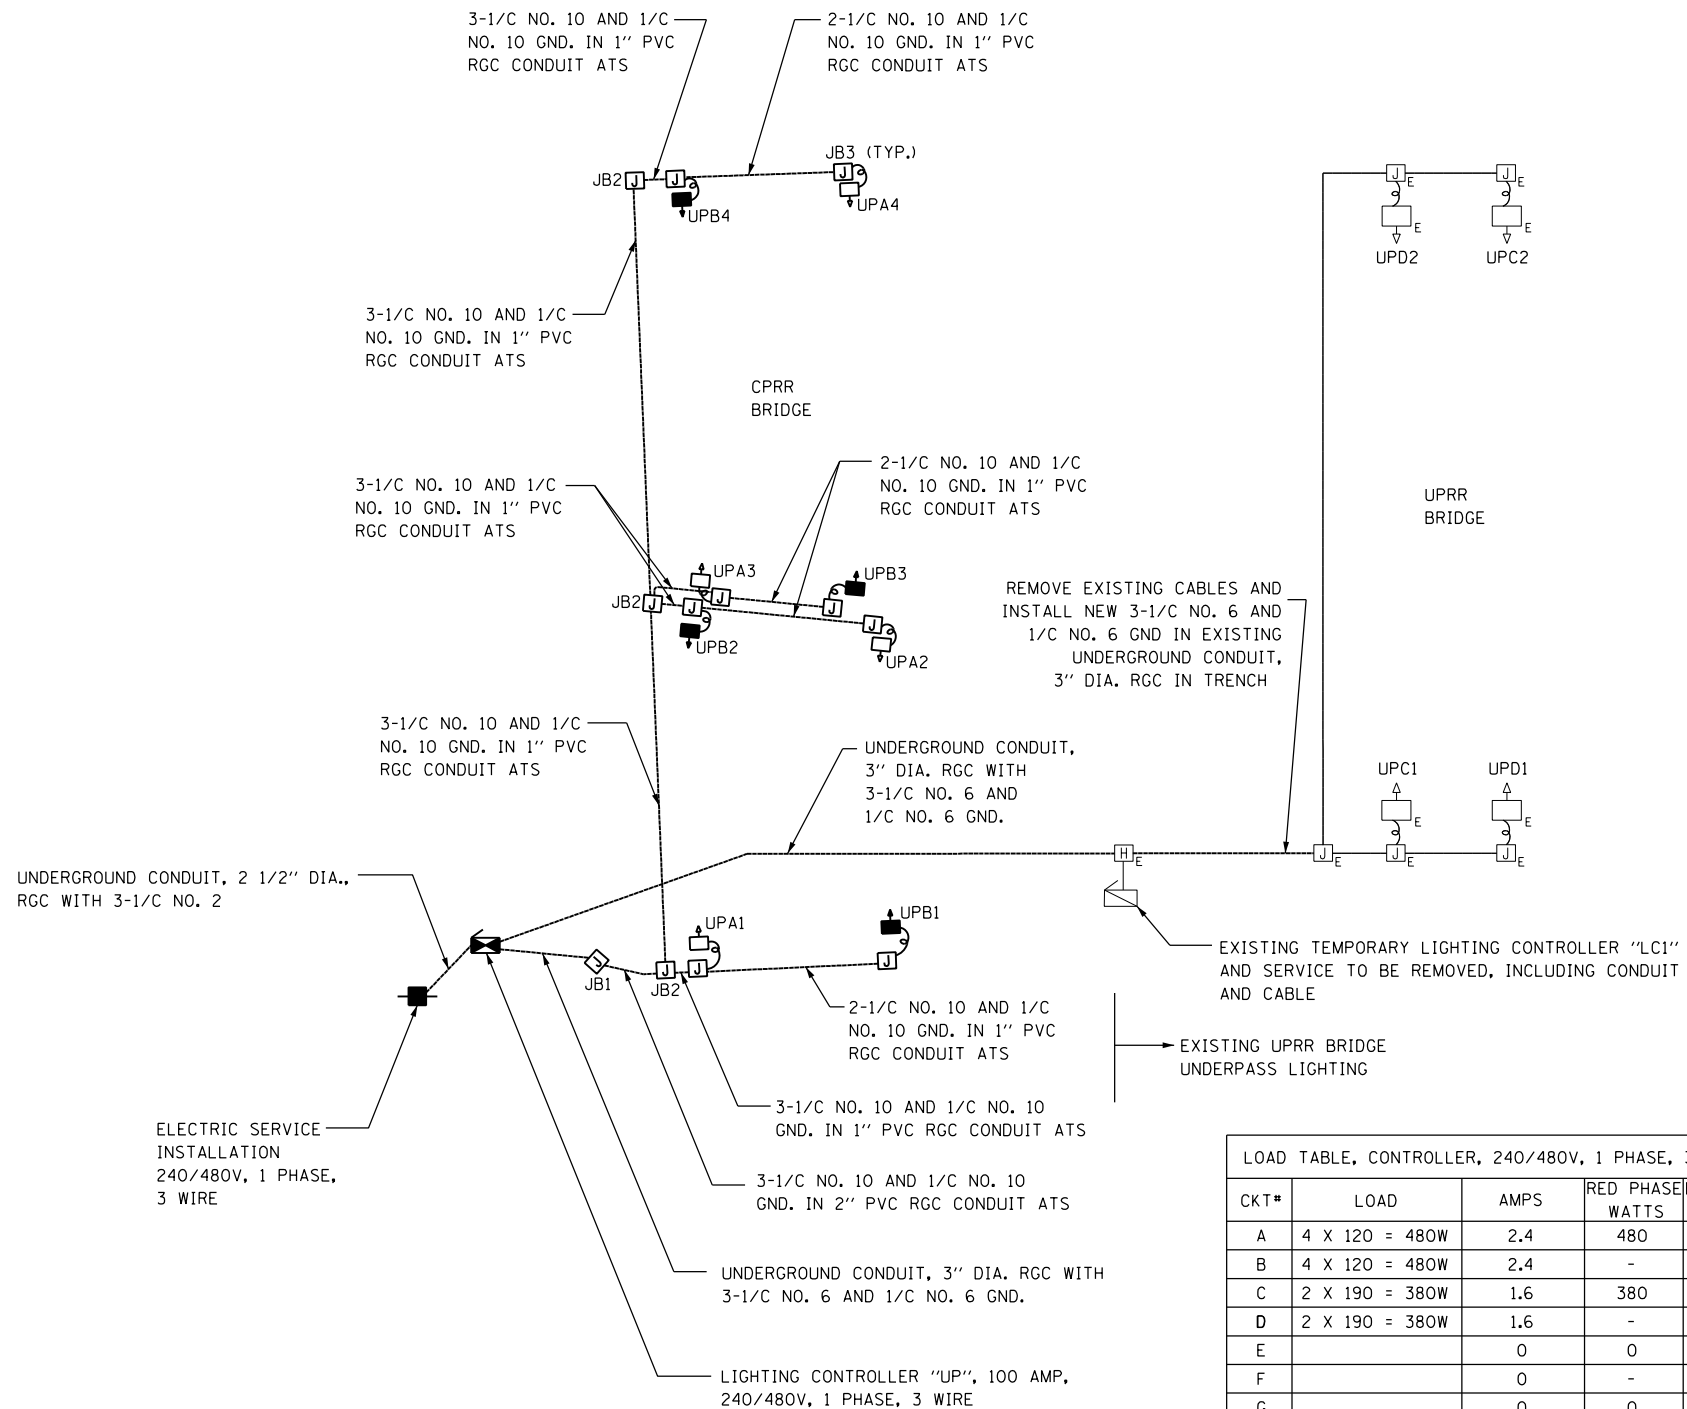 3-1/C NO. 10 AND 1/C
NO. 10 GND. IN 1" PVC
RGC CONDUIT ATS
2-1/C NO. 10 AND 1/C
NO. 10 GND. IN 1" PVC
RGC CONDUIT ATS
JB3 (TYP.)
JB2 J J J
UPB4
UPA4
J E J E
E E
UPD2 UPC2
3-1/C NO. 10 AND 1/C
NO. 10 GND. IN 1" PVC
RGC CONDUIT ATS
CPRR
BRIDGE
3-1/C NO. 10 AND 1/C
NO. 10 GND. IN 1" PVC
RGC CONDUIT ATS
2-1/C NO. 10 AND 1/C
NO. 10 GND. IN 1" PVC
RGC CONDUIT ATS
UPRR
BRIDGE
UPA3
UPB3
JB2 J J J J J
UPB2
UPA2
REMOVE EXISTING CABLES AND
INSTALL NEW 3-1/C NO. 6 AND
1/C NO. 6 GND IN EXISTING
UNDERGROUND CONDUIT,
3" DIA. RGC IN TRENCH
3-1/C NO. 10 AND 1/C
NO. 10 GND. IN 1" PVC
RGC CONDUIT ATS
UNDERGROUND CONDUIT,
3" DIA. RGC WITH
3-1/C NO. 6 AND
1/C NO. 6 GND.
UPC1 UPD1
E E
H E J E J E J E
UNDERGROUND CONDUIT, 2 1/2" DIA.,
RGC WITH 3-1/C NO. 2
UPA1
UPB1
J J J J
JB1
JB2
EXISTING TEMPORARY LIGHTING CONTROLLER "LC1"
AND SERVICE TO BE REMOVED, INCLUDING CONDUIT
AND CABLE
2-1/C NO. 10 AND 1/C
NO. 10 GND. IN 1" PVC
RGC CONDUIT ATS
EXISTING UPRR BRIDGE
UNDERPASS LIGHTING
3-1/C NO. 10 AND 1/C NO. 10
GND. IN 1" PVC RGC CONDUIT ATS
ELECTRIC SERVICE
INSTALLATION
240/480V, 1 PHASE,
3 WIRE
3-1/C NO. 10 AND 1/C NO. 10
GND. IN 2" PVC RGC CONDUIT ATS
UNDERGROUND CONDUIT, 3" DIA. RGC WITH
3-1/C NO. 6 AND 1/C NO. 6 GND.
LIGHTING CONTROLLER "UP", 100 AMP,
240/480V, 1 PHASE, 3 WIRE
LOAD TABLE, CONTROLLER, 240/480V, 1 PHASE,
CKT# LOAD AMPS RED PHASE WATTS
A 4 X 120 = 480W 2.4 480
B 4 X 120 = 480W 2.4 -
C 2 X 190 = 380W 1.6 380
D 2 X 190 = 380W 1.6 -
E 0 0
F 0 -
G 0 0